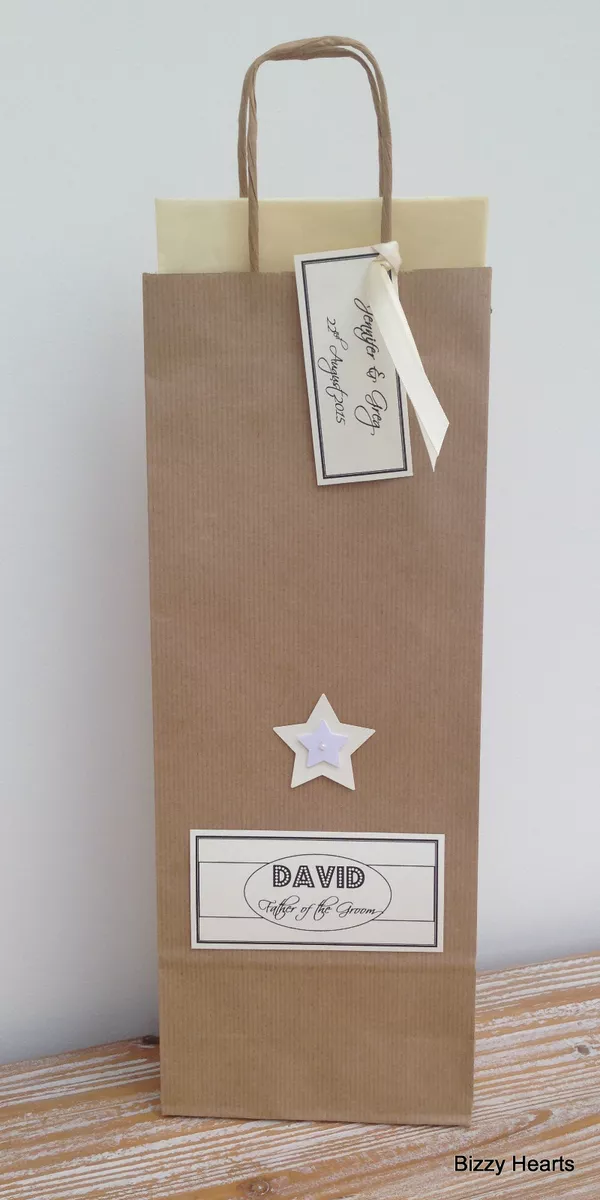 Jennifer & Greg
22nd August 2015
DAVID
Father of the Groom
Bizzy Hearts